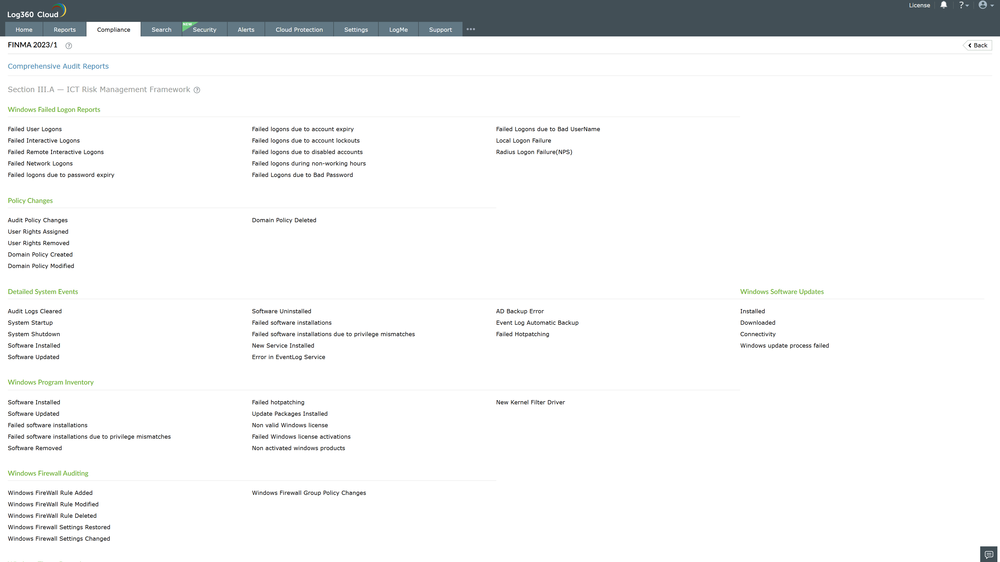 Log360 Cloud
License
?
Home
Reports
Compliance
Search
NEW
Security
Alerts
Cloud Protection
Settings
LogMe
Support
FINMA 2023/1
?
Back
Comprehensive Audit Reports
Section III.A — ICT Risk Management Framework ?
Windows Failed Logon Reports
Failed User Logons
Failed Interactive Logons
Failed Remote Interactive Logons
Failed Network Logons
Failed logons due to password expiry
Failed logons due to account expiry
Failed logons due to account lockouts
Failed logons due to disabled accounts
Failed logons during non-working hours
Failed Logons due to Bad Password
Failed Logons due to Bad UserName
Local Logon Failure
Radius Logon Failure(NPS)
Policy Changes
Audit Policy Changes
User Rights Assigned
User Rights Removed
Domain Policy Created
Domain Policy Modified
Domain Policy Deleted
Detailed System Events
Audit Logs Cleared
System Startup
System Shutdown
Software Installed
Software Updated
Software Uninstalled
Failed software installations
Failed software installations due to privilege mismatches
New Service Installed
Error in EventLog Service
AD Backup Error
Event Log Automatic Backup
Failed Hotpatching
Windows Software Updates
Installed
Downloaded
Connectivity
Windows update process failed
Windows Program Inventory
Software Installed
Software Updated
Failed software installations
Failed software installations due to privilege mismatches
Software Removed
Failed hotpatching
Update Packages Installed
Non valid Windows license
Failed Windows license activations
Non activated windows products
New Kernel Filter Driver
Windows Firewall Auditing
Windows FireWall Rule Added
Windows FireWall Rule Modified
Windows FireWall Rule Deleted
Windows Firewall Settings Restored
Windows Firewall Settings Changed
Windows Firewall Group Policy Changes